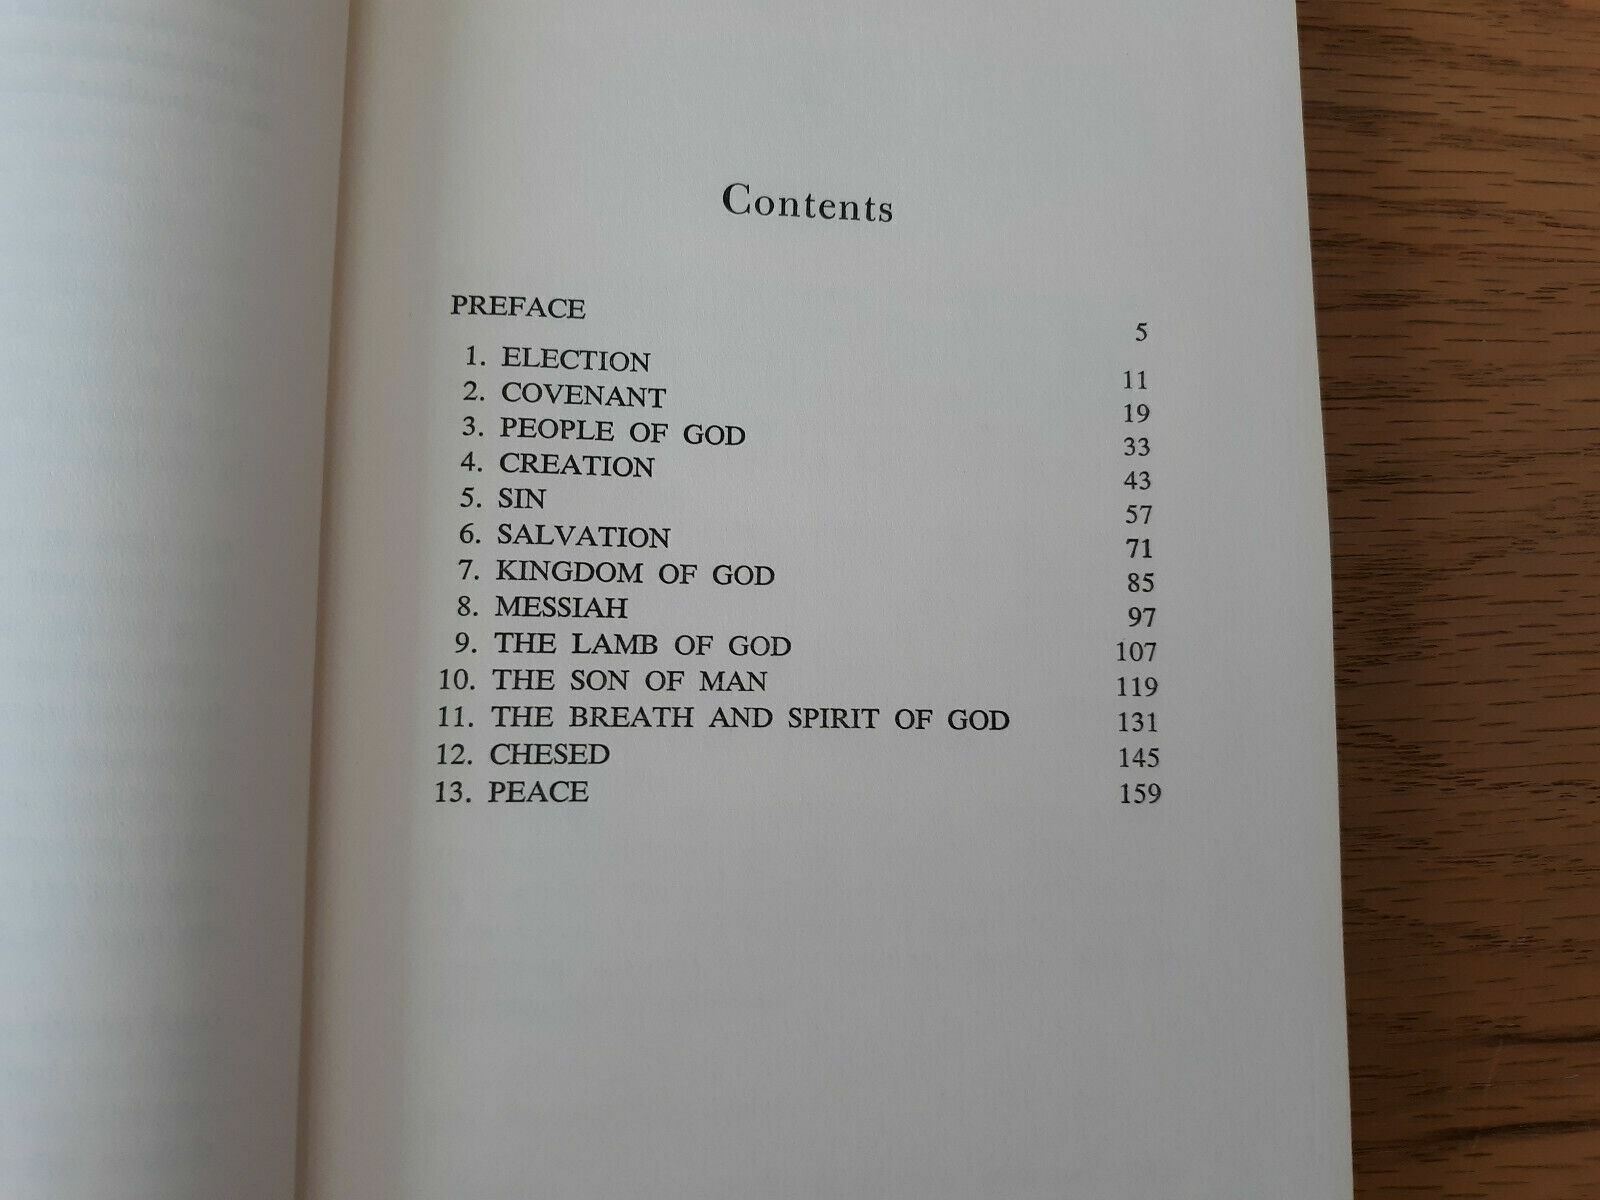 Contents
PREFACE 5
1. ELECTION 11
2. COVENANT 19
3. PEOPLE OF GOD 33
4. CREATION 43
5. SIN 57
6. SALVATION 71
7. KINGDOM OF GOD 85
8. MESSIAH 97
9. THE LAMB OF GOD 107
10. THE SON OF MAN 119
11. THE BREATH AND SPIRIT OF GOD 131
12. CHESED 145
13. PEACE 159